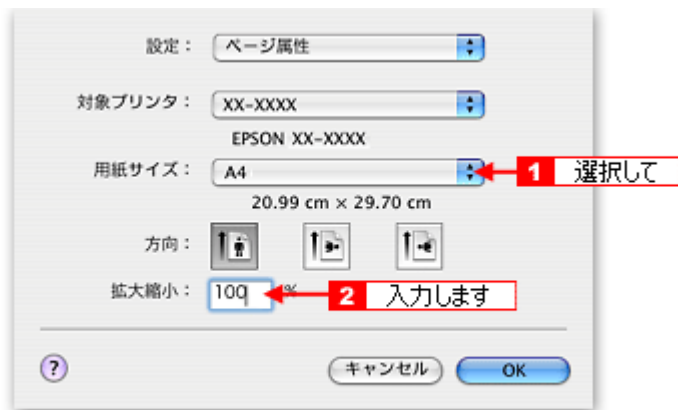 設定： ページ属性
対象プリンタ： XX-XXXX
EPSON XX-XXXX
用紙サイズ： A4 1 選択して
20.99 cm × 29.70 cm
方向：
拡大縮小： 100 % 2 入力します
? キャンセル OK